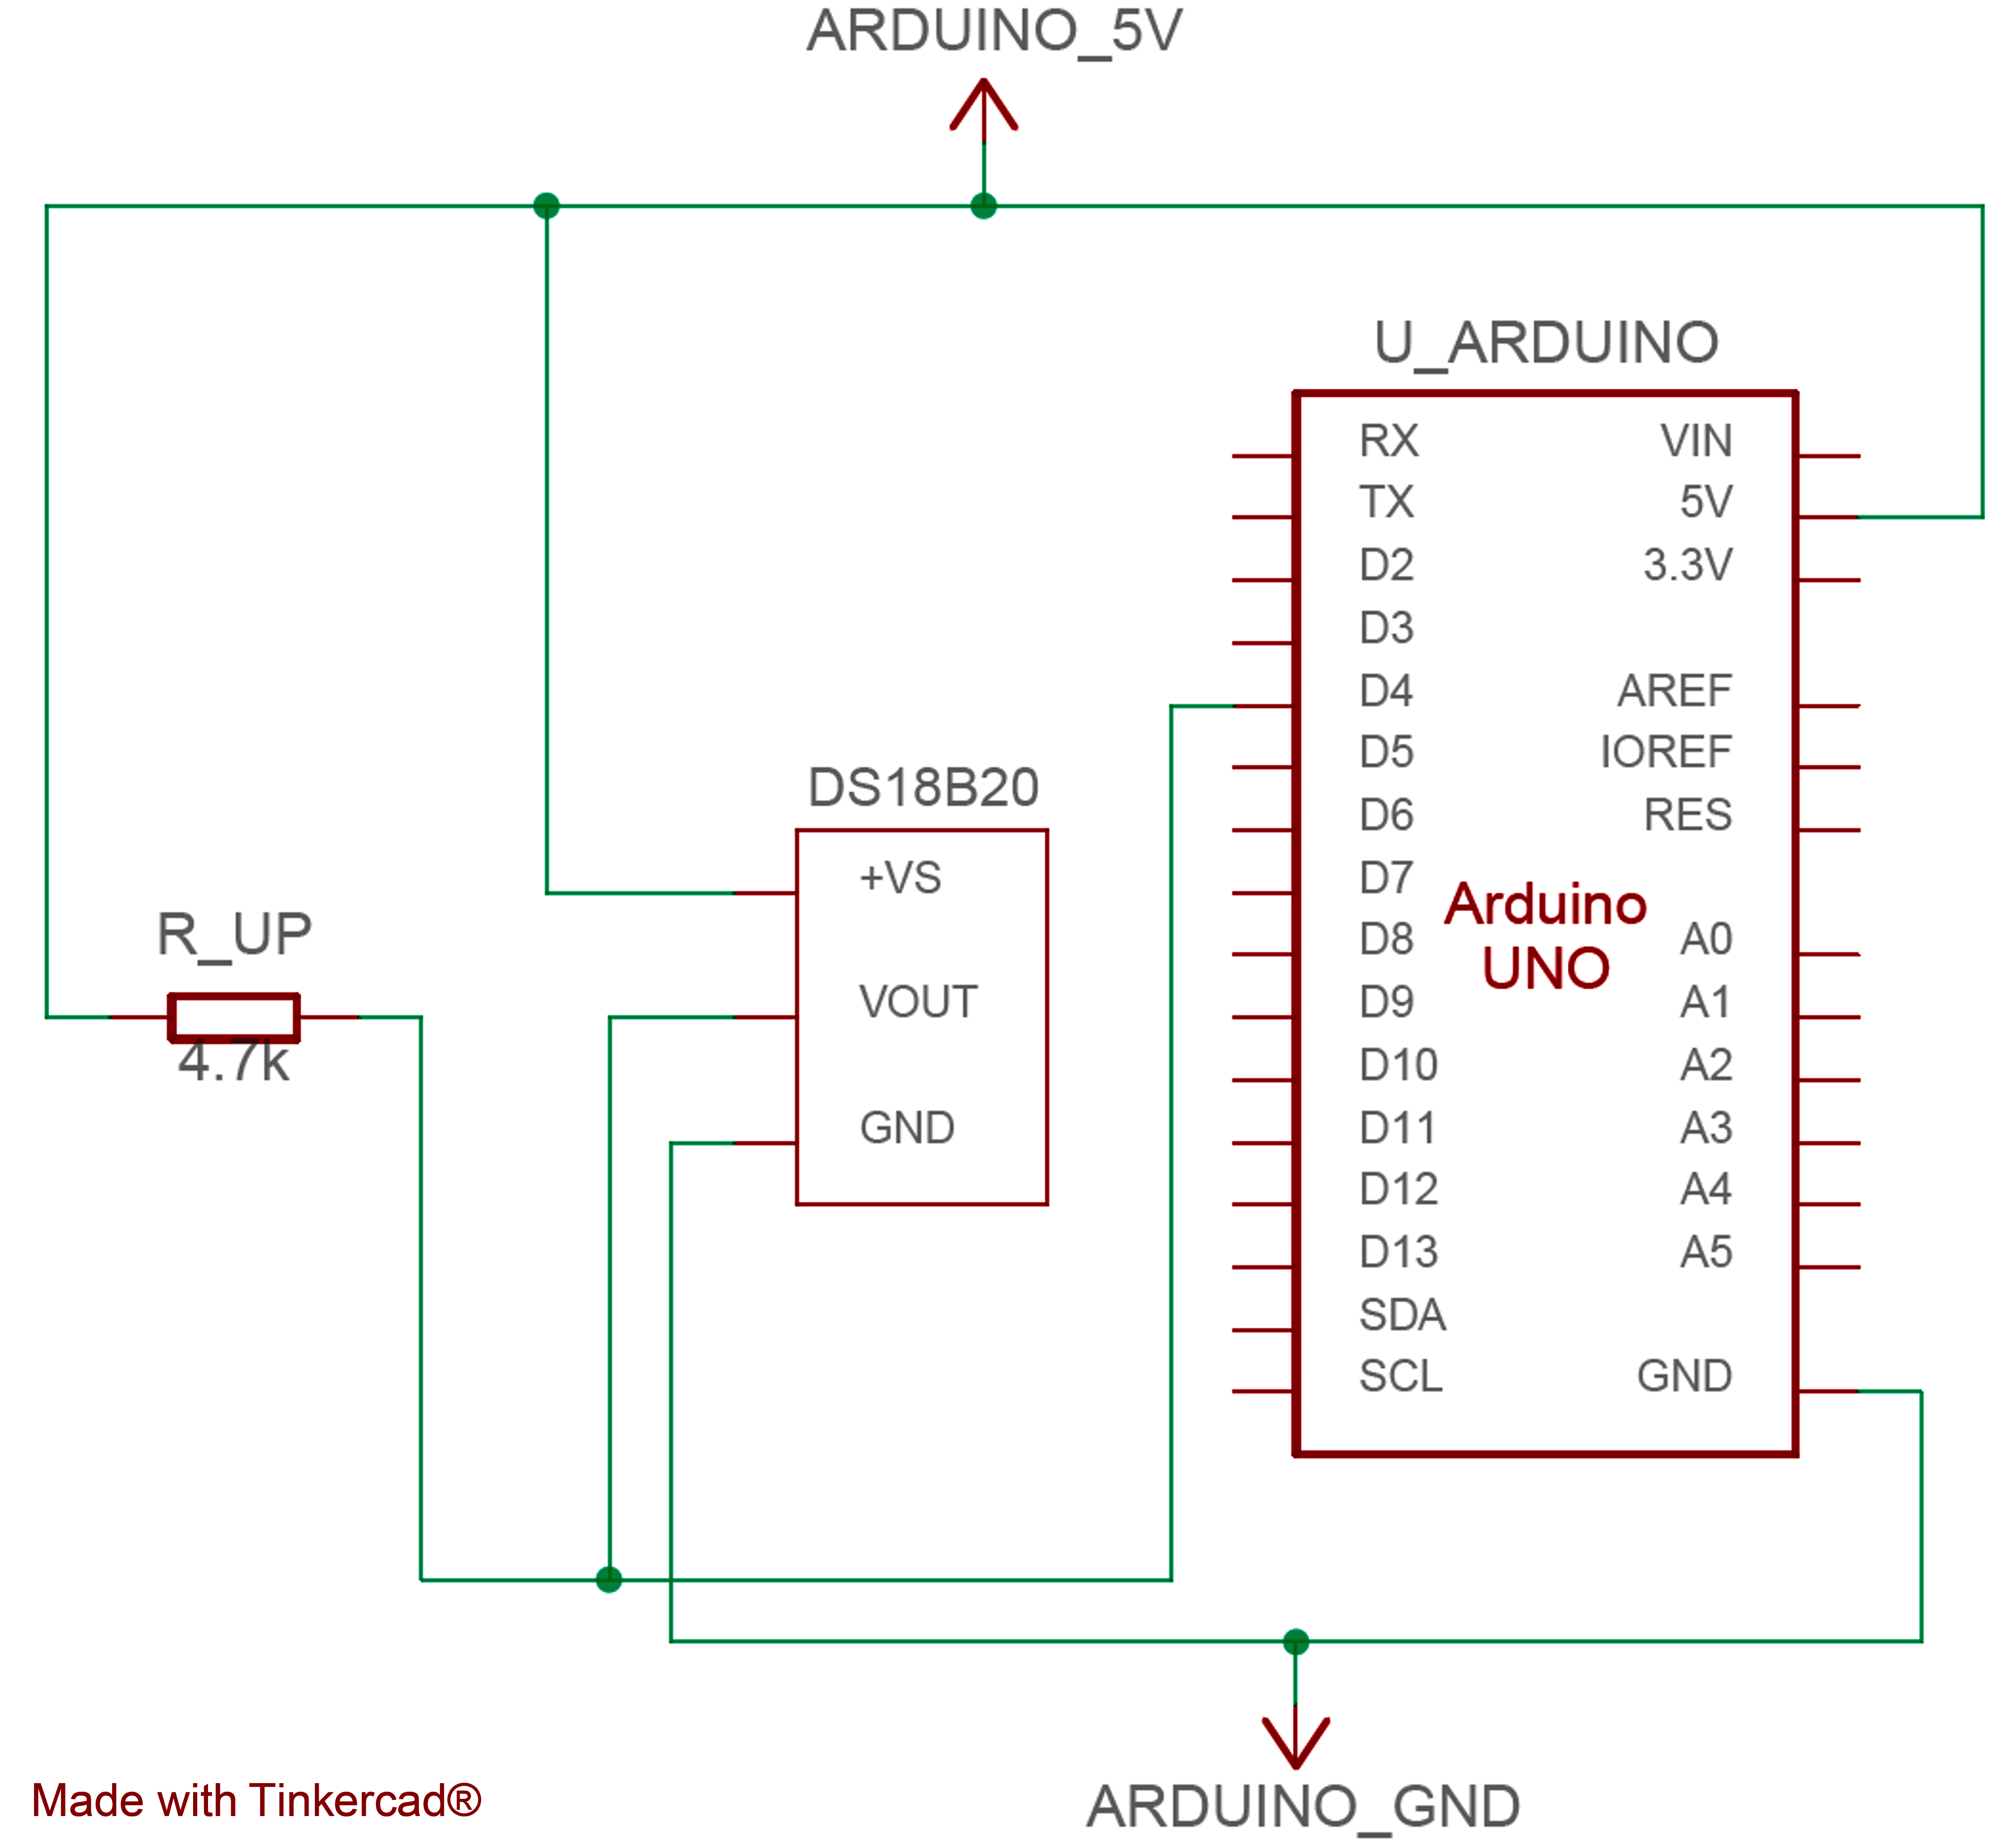 ARDUINO_5V
U_ARDUINO
RX
VIN
TX
5V
D2
3.3V
D3
D4
AREF
D5
IOREF
D6
RES
D7
Arduino
UNO
D8
A0
D9
A1
D10
A2
D11
A3
D12
A4
D13
A5
SDA
SCL
GND
DS18B20
+VS
VOUT
GND
R_UP
4.7k
ARDUINO_GND
Made with Tinkercad®